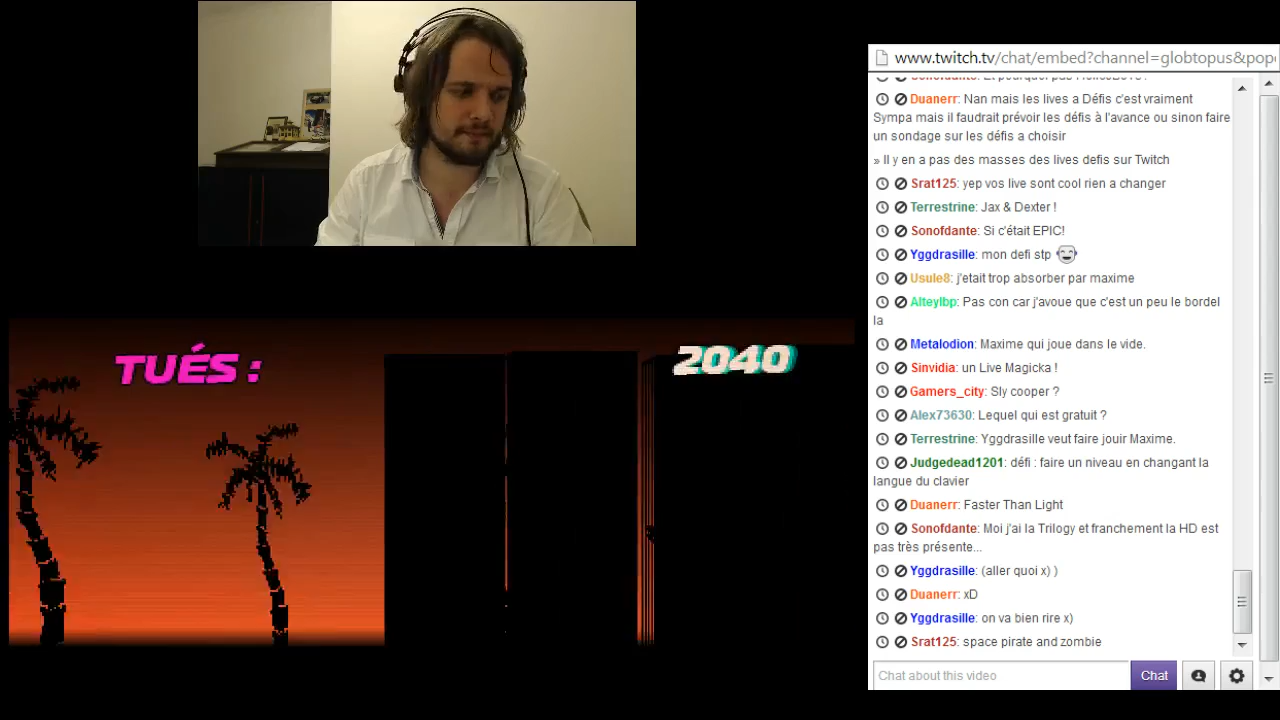 www.twitch.tv/chat/embed?channel=globtopus&pop
Duanerr: Nan mais les lives a Défis c'est vraiment
Sympa mais il faudrait prévoir les défis à l'avance ou sinon faire
un sondage sur les défis a choisir
» Il y en a pas des masses des lives defis sur Twitch
Srat125: yep vos live sont cool rien a changer
Terrestrine: Jax & Dexter !
Sonofdante: Si c'était EPIC!
Yggdrasille: mon defi stp
Usule8: j'etait trop absorber par maxime
Alteylbp: Pas con car j'avoue que c'est un peu le bordel
la
Metalodion: Maxime qui joue dans le vide.
Sinvidia: un Live Magicka !
Gamers_city: Sly cooper ?
Alex73630: Lequel qui est gratuit ?
Terrestrine: Yggdrasille veut faire jouir Maxime.
Judgedead1201: défi : faire un niveau en changant la
langue du clavier
Duanerr: Faster Than Light
Sonofdante: Moi j'ai la Trilogy et franchement la HD est
pas très présente...
Yggdrasille: (aller quoi x) )
Duanerr: xD
Yggdrasille: on va bien rire x)
Srat125: space pirate and zombie
Chat about this video
Chat
TUÉS :
2040